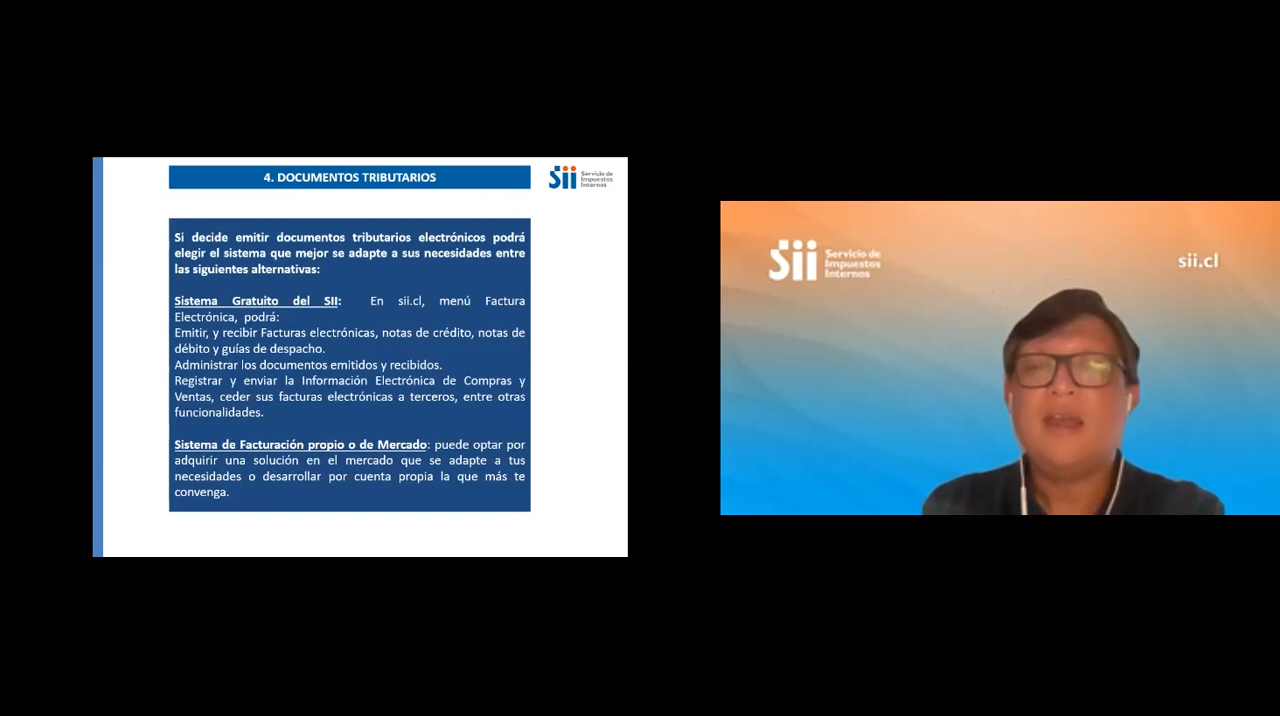 4. DOCUMENTOS TRIBUTARIOS
sii Servicio de
Impuestos
Internos
Si decide emitir documentos tributarios electrónicos podrá
elegir el sistema que mejor se adapte a sus necesidades entre
las siguientes alternativas:
Sistema Gratuito del SII: En sii.cl, menú Factura
Electrónica, podrá:
Emitir, y recibir Facturas electrónicas, notas de crédito, notas de
débito y guías de despacho.
Administrar los documentos emitidos y recibidos.
Registrar y enviar la Información Electrónica de Compras y
Ventas, ceder sus facturas electrónicas a terceros, entre otras
funcionalidades.
Sistema de Facturación propio o de Mercado: puede optar por
adquirir una solución en el mercado que se adapte a tus
necesidades o desarrollar por cuenta propia la que más te
convenga.
sii Servicio de
Impuestos
Internos
sii.cl